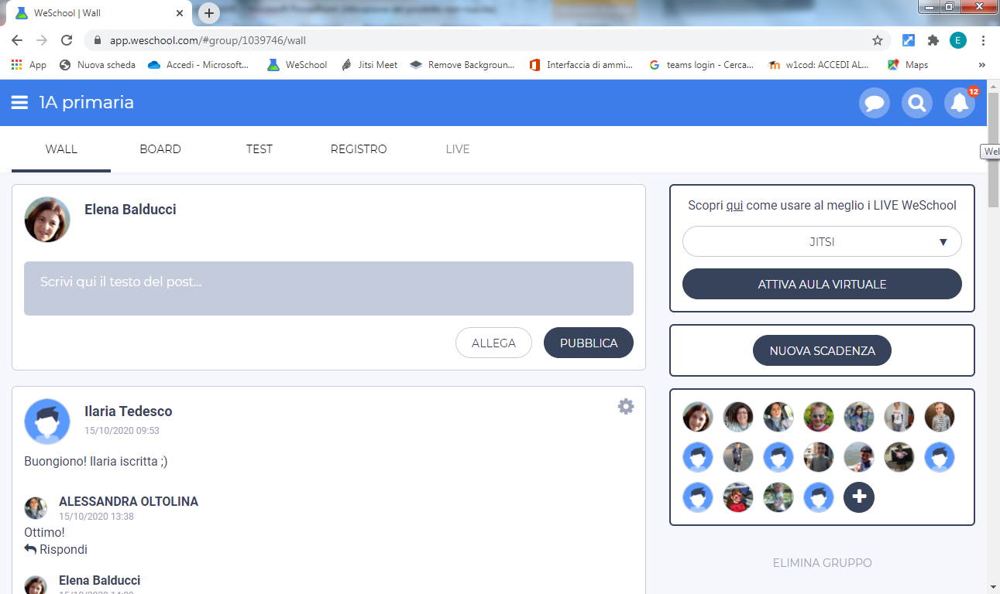 WeSchool | Wall
app.weschool.com/#group/1039746/wall
E
App Nuova scheda Accedi - Microsoft... WeSchool Jitsi Meet Remove Backgroun... Interfaccia di ammi... teams login - Cerca... w1cod: ACCEDI AL... Maps »
1A primaria
12
WALL BOARD TEST REGISTRO LIVE
Wel
Elena Balducci
Scrivi qui il testo del post...
ALLEGA PUBBLICA
Scopri qui come usare al meglio i LIVE WeSchool
JITSI
ATTIVA AULA VIRTUALE
NUOVA SCADENZA
Ilaria Tedesco
15/10/2020 09:53
Buongiono! Ilaria iscritta ;)
ALESSANDRA OLTOLINA
15/10/2020 13:38
Ottimo!
Rispondi
Elena Balducci
ELIMINA GRUPPO